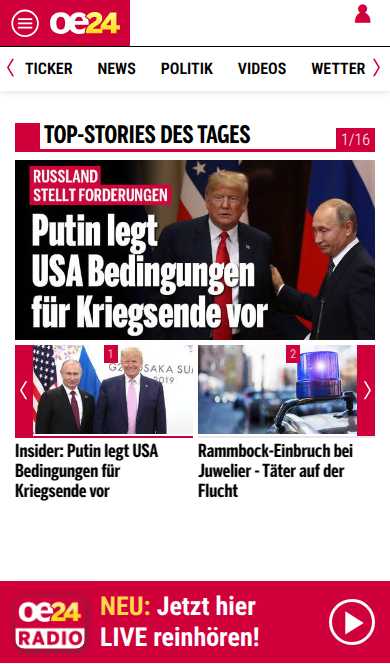 oe24
TICKER NEWS POLITIK VIDEOS WETTER
TOP-STORIES DES TAGES
1/16
RUSSLAND
STELLT FORDERUNGEN
Putin legt
USA Bedingungen
für Kriegsende vor
1
G20 OSAKA SUMMIT
2019
2
Insider: Putin legt USA
Bedingungen für
Kriegsende vor
Rammbock-Einbruch bei
Juwelier - Täter auf der
Flucht
oe24
RADIO
NEU: Jetzt hier
LIVE reinhören!